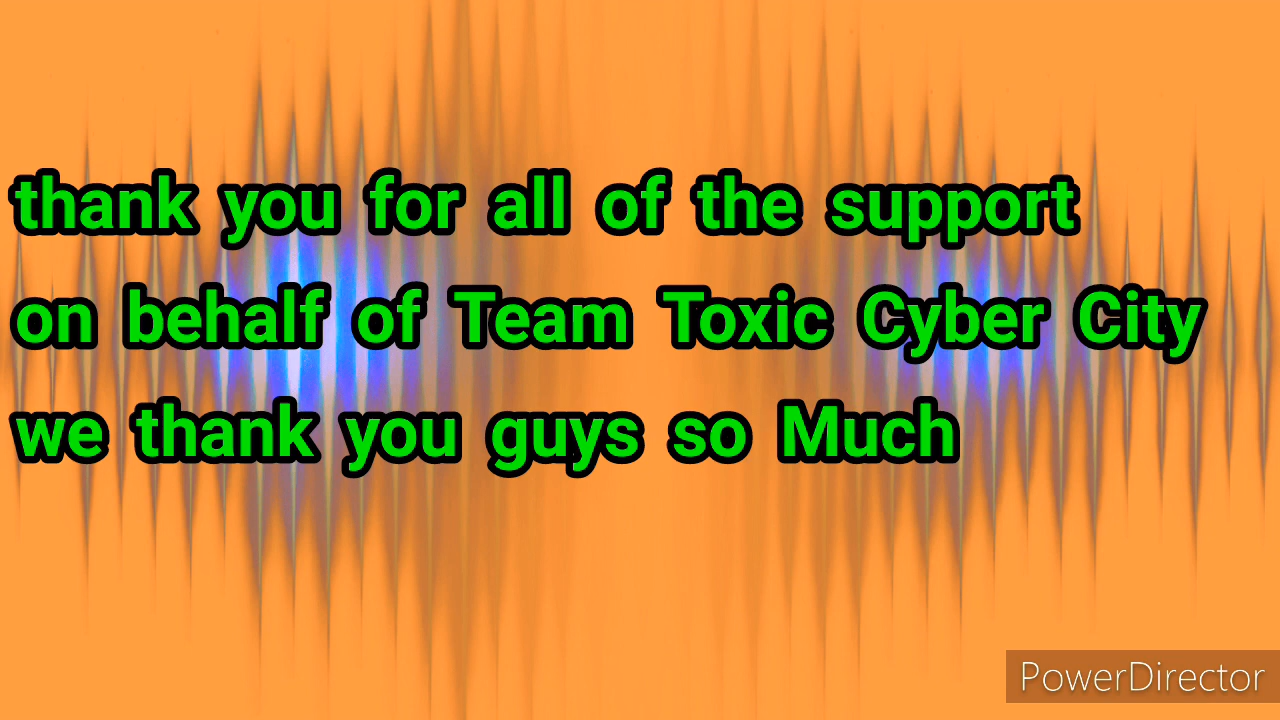 thank you for all of the support
on behalf of Team Toxic Cyber City
we thank you guys so Much
PowerDirector